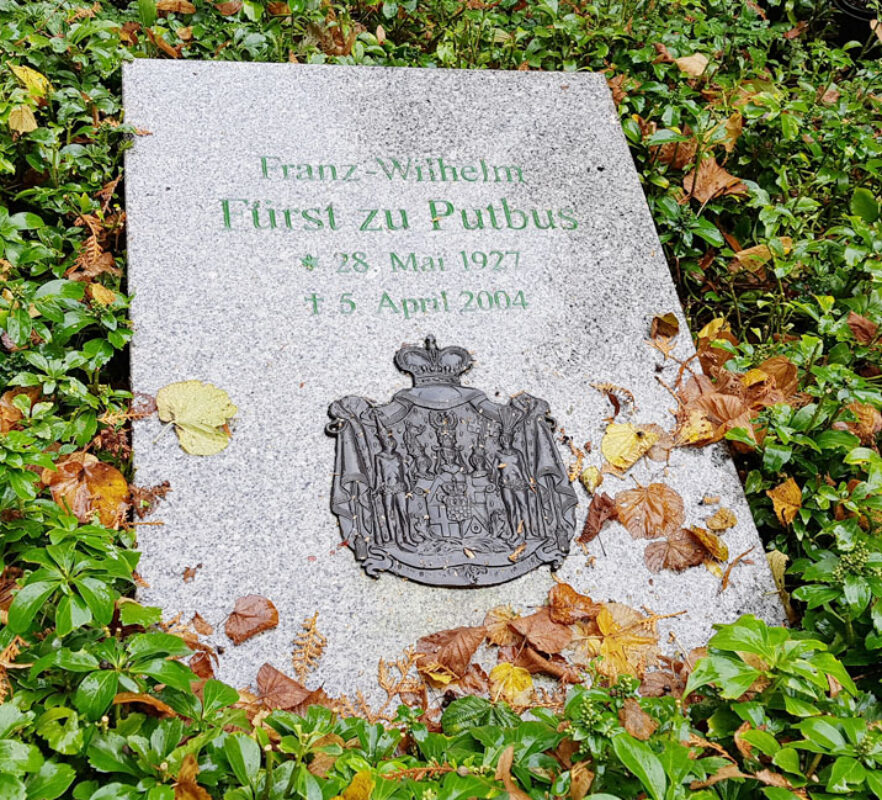 Franz-Wilhelm
Fürst zu Putbus
* 28. Mai 1927
† 5. April 2004